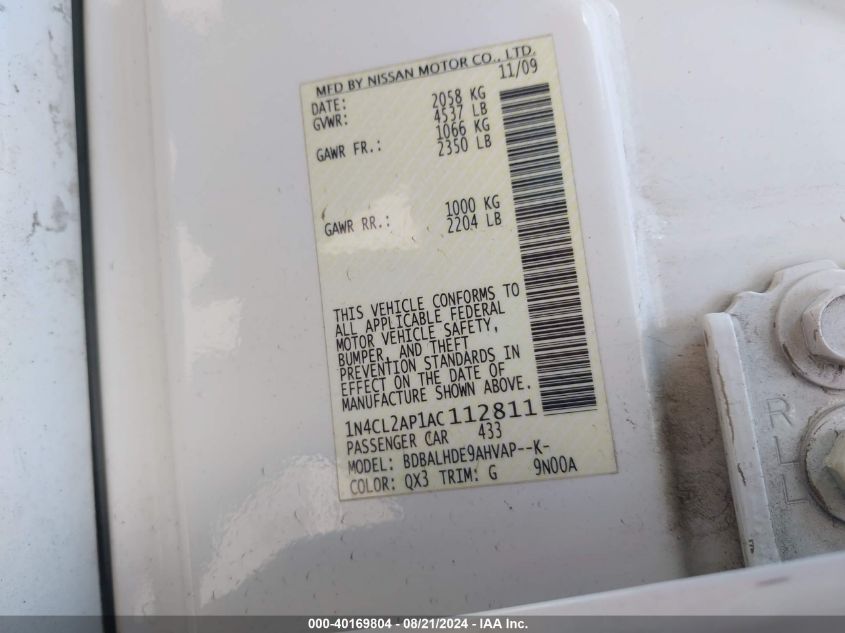 MFD BY NISSAN MOTOR CO., LTD.
DATE: 11/09
GVWR: 2058 KG
4537 LB
GAWR FR.: 1066 KG
2350 LB
GAWR RR.: 1000 KG
2204 LB
THIS VEHICLE CONFORMS TO
ALL APPLICABLE FEDERAL
MOTOR VEHICLE SAFETY,
BUMPER, AND THEFT
PREVENTION STANDARDS IN
EFFECT ON THE DATE OF
MANUFACTURE SHOWN ABOVE.
1N4CL2AP1AC112811
PASSENGER CAR 433
MODEL: BDBALHDE9AHVAP--K-
COLOR: QX3 TRIM: G 9N00A
R L L
000-40169804 - 08/21/2024 - IAA Inc.